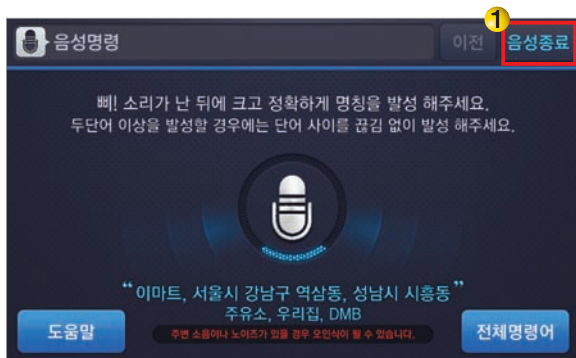 1
음성명령
이전
음성종료
삐! 소리가 난 뒤에 크고 정확하게 명칭을 발성 해주세요.
두단어 이상을 발성할 경우에는 단어 사이를 끊김 없이 발성 해주세요.
“이마트, 서울시 강남구 역삼동, 성남시 시흥동”
주유소, 우리집, DMB
주변 소음이나 노이즈가 있을 경우 오인식이 될 수 있습니다.
도움말
전체명령어